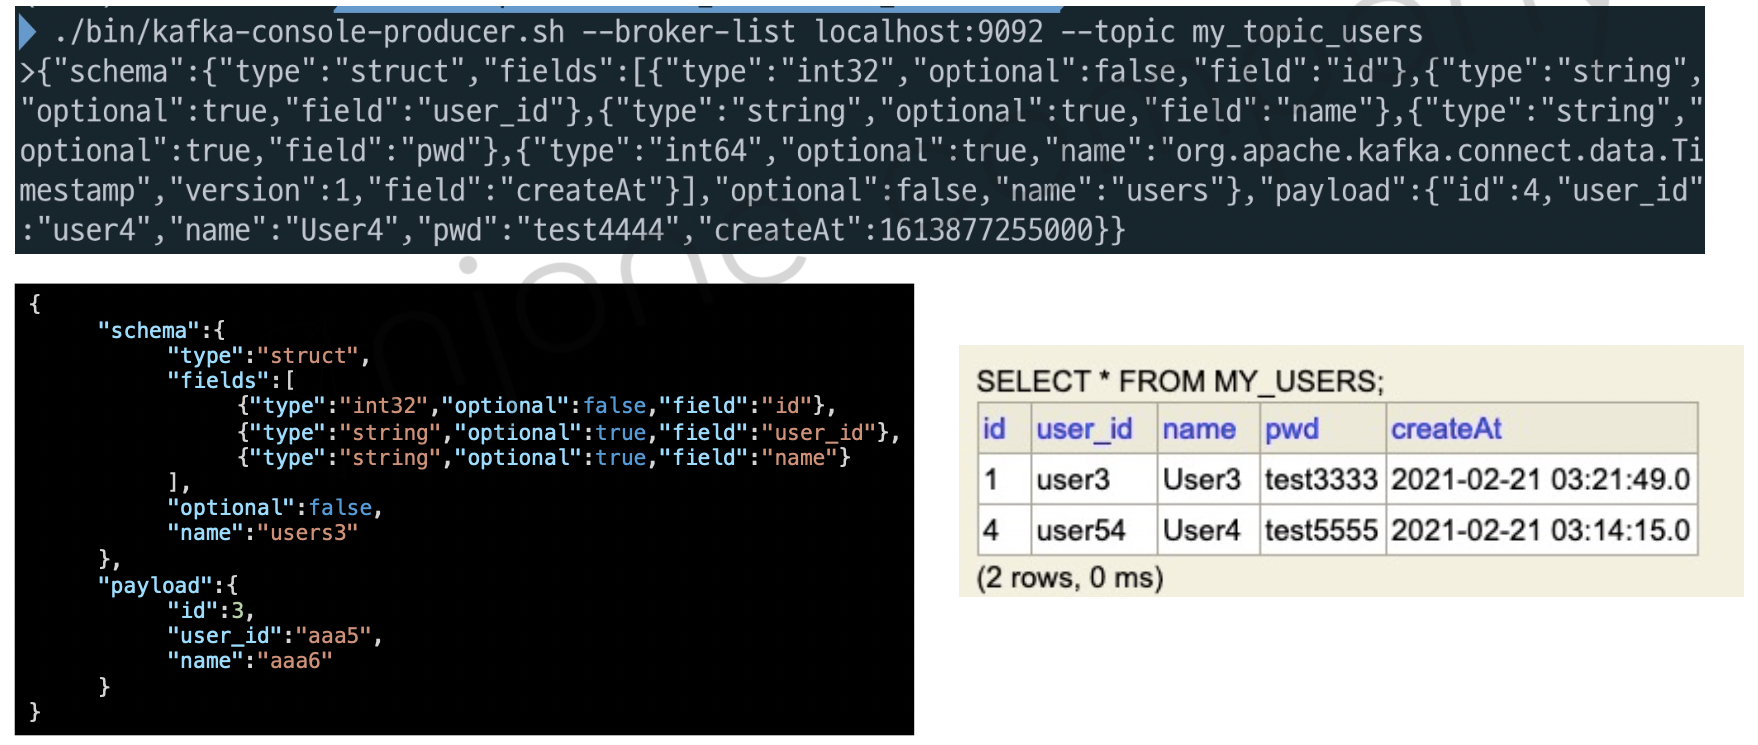 ./bin/kafka-console-producer.sh --broker-list localhost:9092 --topic my_topic_users
>{"schema":{"type":"struct","fields":[{"type":"int32","optional":false,"field":"id"},{"type":"string",
"optional":true,"field":"user_id"},{"type":"string","optional":true,"field":"name"},{"type":"string","
optional":true,"field":"pwd"},{"type":"int64","optional":true,"name":"org.apache.kafka.connect.data.Ti
mestamp","version":1,"field":"createAt"}],"optional":false,"name":"users"},"payload":{"id":4,"user_id"
:"user4","name":"User4","pwd":"test4444","createAt":1613877255000}}
{
"schema":{
"type":"struct",
"fields":[
{"type":"int32","optional":false,"field":"id"},
{"type":"string","optional":true,"field":"user_id"},
{"type":"string","optional":true,"field":"name"}
],
"optional":false,
"name":"users3"
},
"payload":{
"id":3,
"user_id":"aaa5",
"name":"aaa6"
}
}
SELECT * FROM MY_USERS;
id user_id name pwd createAt
1 user3 User3 test3333 2021-02-21 03:21:49.0
4 user54 User4 test5555 2021-02-21 03:14:15.0
(2 rows, 0 ms)